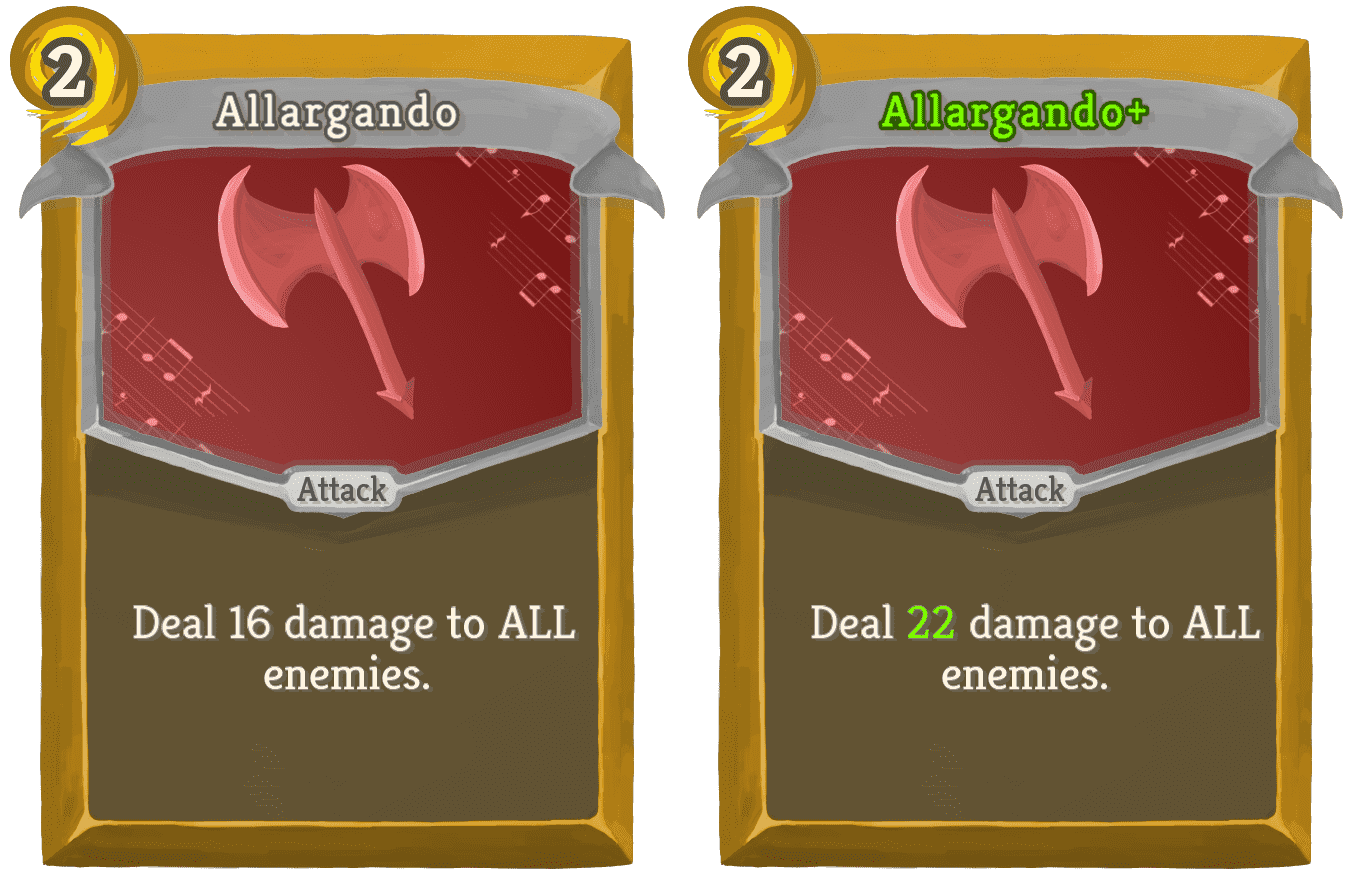 2
Allargando
Attack
Deal 16 damage to ALL
enemies.
2
Allargando+
Attack
Deal 22 damage to ALL
enemies.